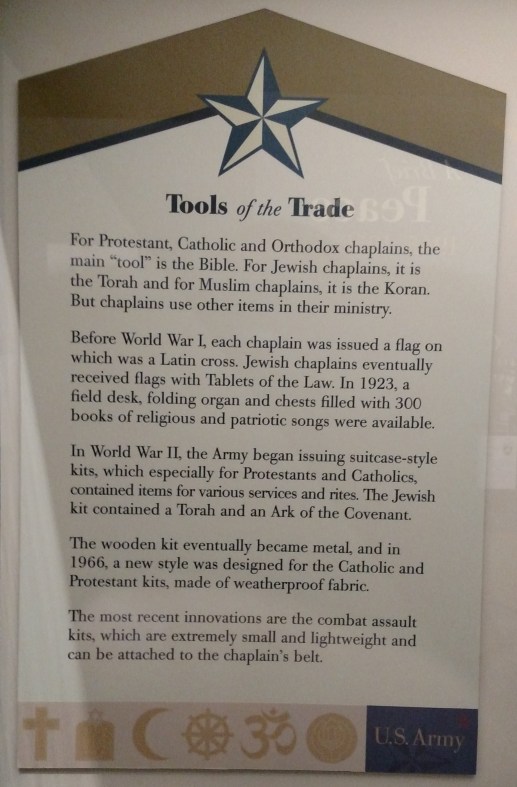 Tools of the Trade
For Protestant, Catholic and Orthodox chaplains, the
main “tool” is the Bible. For Jewish chaplains, it is
the Torah and for Muslim chaplains, it is the Koran.
But chaplains use other items in their ministry.
Before World War I, each chaplain was issued a flag on
which was a Latin cross. Jewish chaplains eventually
received flags with Tablets of the Law. In 1923, a
field desk, folding organ and chests filled with 300
books of religious and patriotic songs were available.
In World War II, the Army began issuing suitcase-style
kits, which especially for Protestants and Catholics,
contained items for various services and rites. The Jewish
kit contained a Torah and an Ark of the Covenant.
The wooden kit eventually became metal, and in
1966, a new style was designed for the Catholic and
Protestant kits, made of weatherproof fabric.
The most recent innovations are the combat assault
kits, which are extremely small and lightweight and
can be attached to the chaplain’s belt.
ॐ
U.S. Army